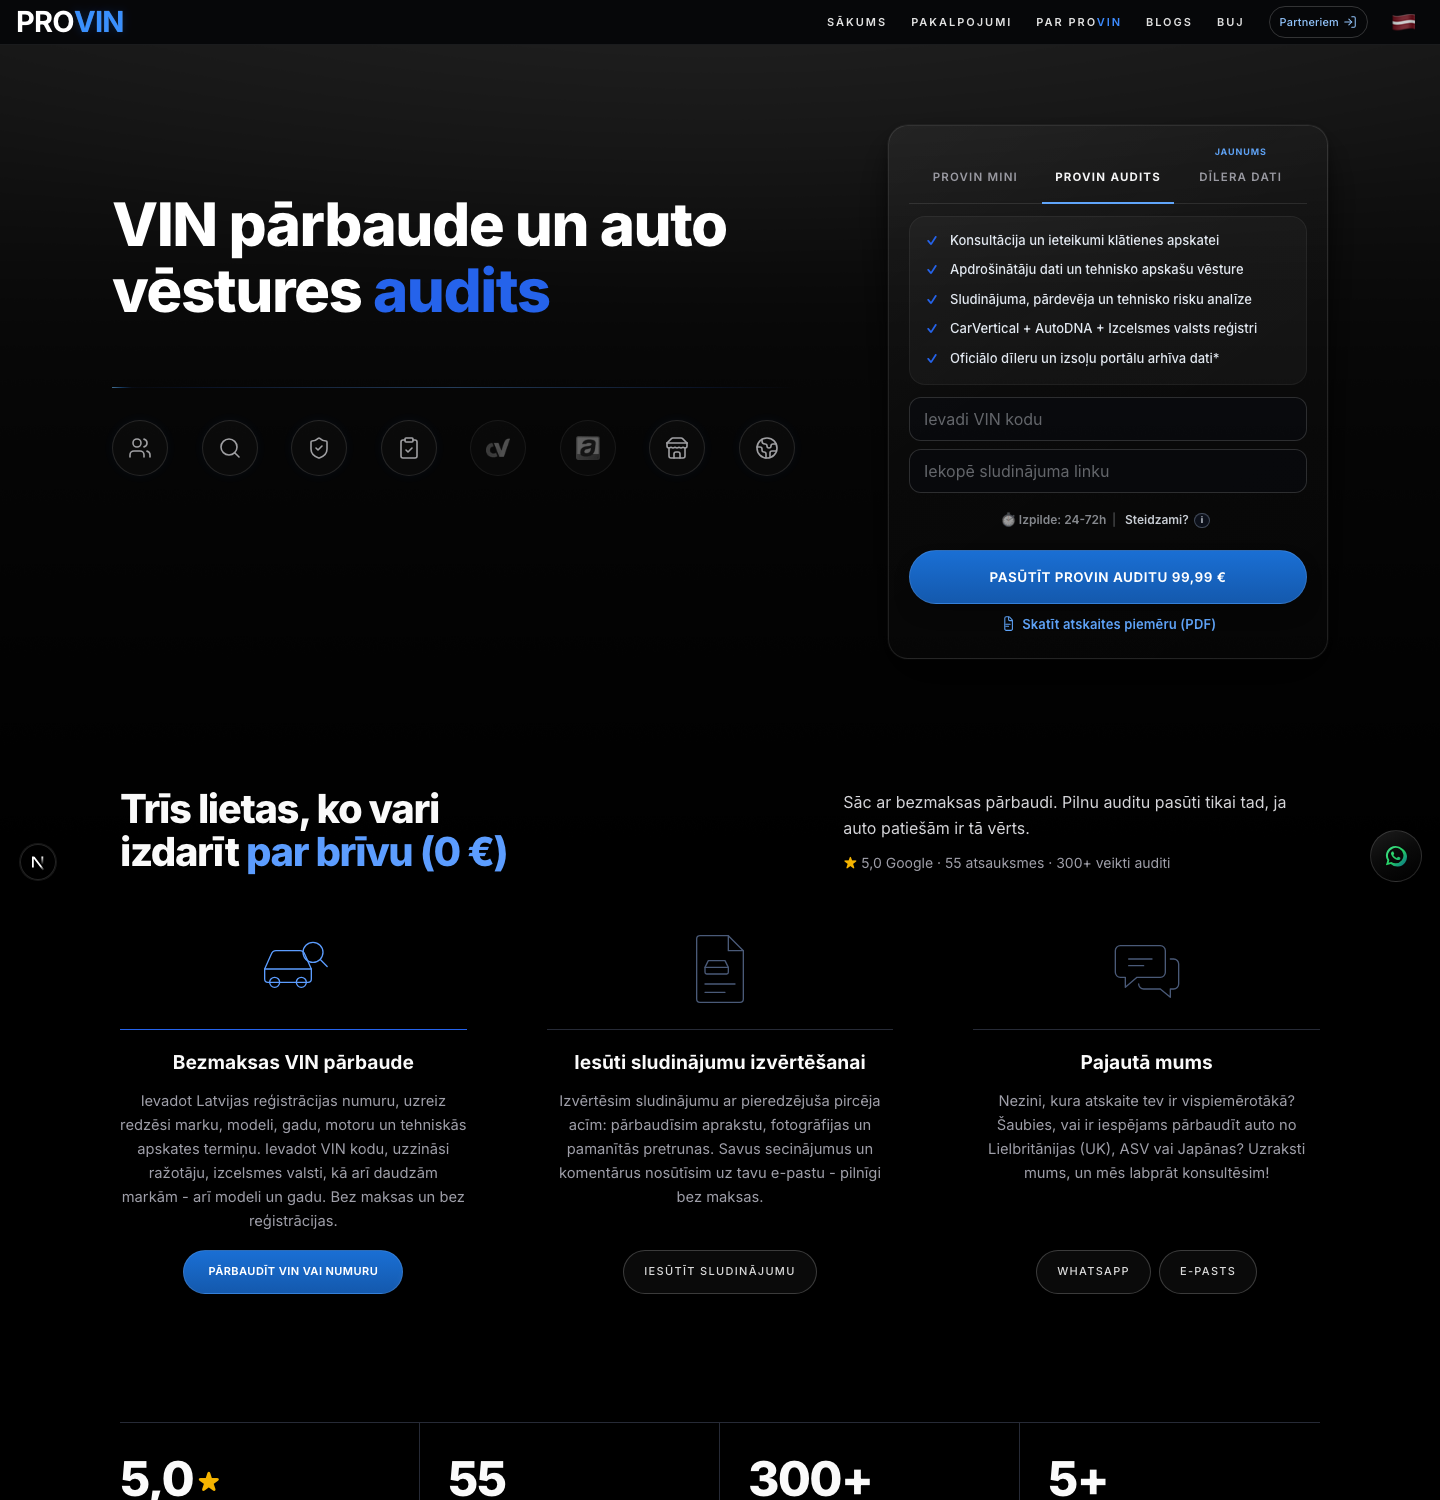 PROVIN
SĀKUMS PAKALPOJUMI PAR PROVIN BLOGS BUJ Partneriem
VIN pārbaude un auto
vēstures audits
JAUNUMS
PROVIN MINI PROVIN AUDITS DĪLERA DATI
Konsultācija un ieteikumi klātienes apskatei
Apdrošinātāju dati un tehnisko apskašu vēsture
Sludinājuma, pārdevēja un tehnisko risku analīze
CarVertical + AutoDNA + Izcelsmes valsts reģistri
Oficiālo dīleru un izsoļu portālu arhīva dati*
cV
a
Ievadi VIN kodu
Iekopē sludinājuma linku
Izpilde: 24-72h | Steidzami? i
PASŪTĪT PROVIN AUDITU 99,99 €
Skatīt atskaites piemēru (PDF)
Trīs lietas, ko vari
izdarīt par brīvu (0 €)
Sāc ar bezmaksas pārbaudi. Pilnu auditu pasūti tikai tad, ja
auto patiešām ir tā vērts.
5,0 Google · 55 atsauksmes · 300+ veikti auditi
N
Bezmaksas VIN pārbaude
Ievadot Latvijas reģistrācijas numuru, uzreiz
redzēsi marku, modeli, gadu, motoru un tehniskās
apskates termiņu. Ievadot VIN kodu, uzzināsi
ražotāju, izcelsmes valsti, kā arī daudzām
markām - arī modeli un gadu. Bez maksas un bez
reģistrācijas.
PĀRBAUDĪT VIN VAI NUMURU
Iesūti sludinājumu izvērtēšanai
Izvērtēsim sludinājumu ar pieredzējuša pircēja
acīm: pārbaudīsim aprakstu, fotogrāfijas un
pamanītās pretrunas. Savus secinājumus un
komentārus nosūtīsim uz tavu e-pastu - pilnīgi
bez maksas.
IESŪTĪT SLUDINĀJUMU
Pajautā mums
Nezini, kura atskaite tev ir vispiemērotākā?
Šaubies, vai ir iespējams pārbaudīt auto no
Lielbritānijas (UK), ASV vai Japānas? Uzraksti
mums, un mēs labprāt konsultēsim!
WHATSAPP E-PASTS
5,0 55 300+ 5+